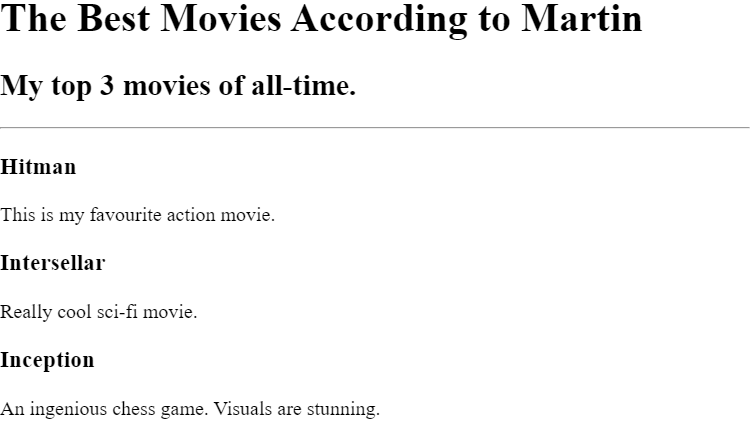 The Best Movies According to Martin
My top 3 movies of all-time.
Hitman
This is my favourite action movie.
Intersellar
Really cool sci-fi movie.
Inception
An ingenious chess game. Visuals are stunning.